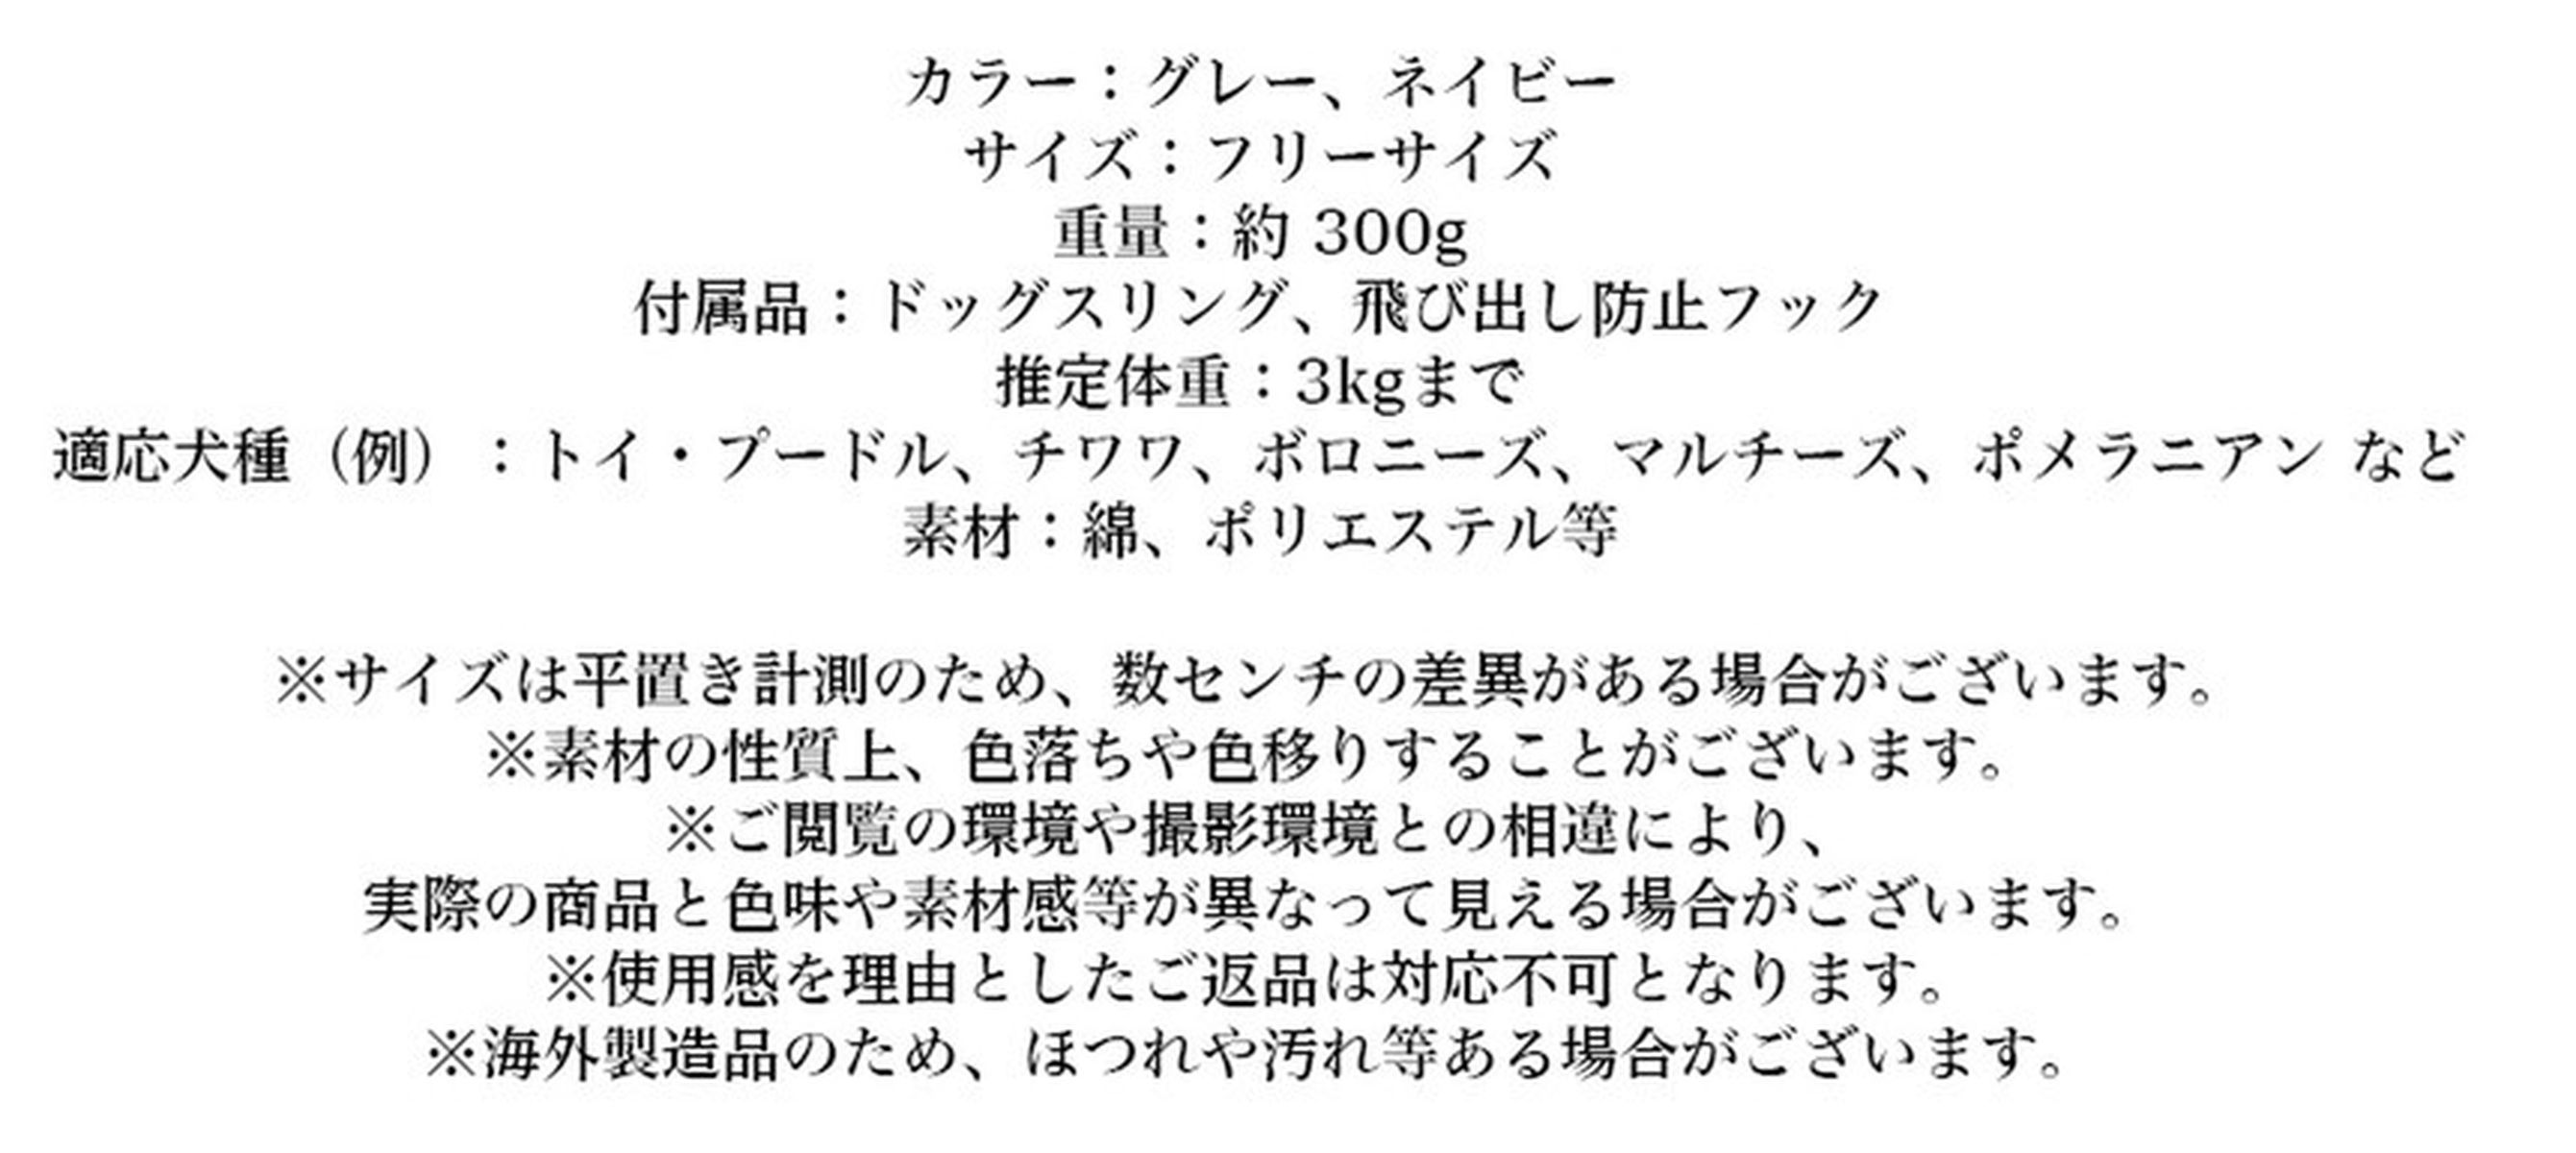 カラー：グレー、ネイビー
サイズ：フリーサイズ
重量：約 300g
付属品：ドッグスリング、飛び出し防止フック
推定体重：3kgまで
適応犬種（例）：トイ・プードル、チワワ、ボロニーズ、マルチーズ、ポメラニアン など
素材：綿、ポリエステル等
※サイズは平置き計測のため、数センチの差異がある場合がございます。
※素材の性質上、色落ちや色移りすることがございます。
※ご閲覧の環境や撮影環境との相違により、
実際の商品と色味や素材感等が異なって見える場合がございます。
※使用感を理由としたご返品は対応不可となります。
※海外製造品のため、ほつれや汚れ等ある場合がございます。